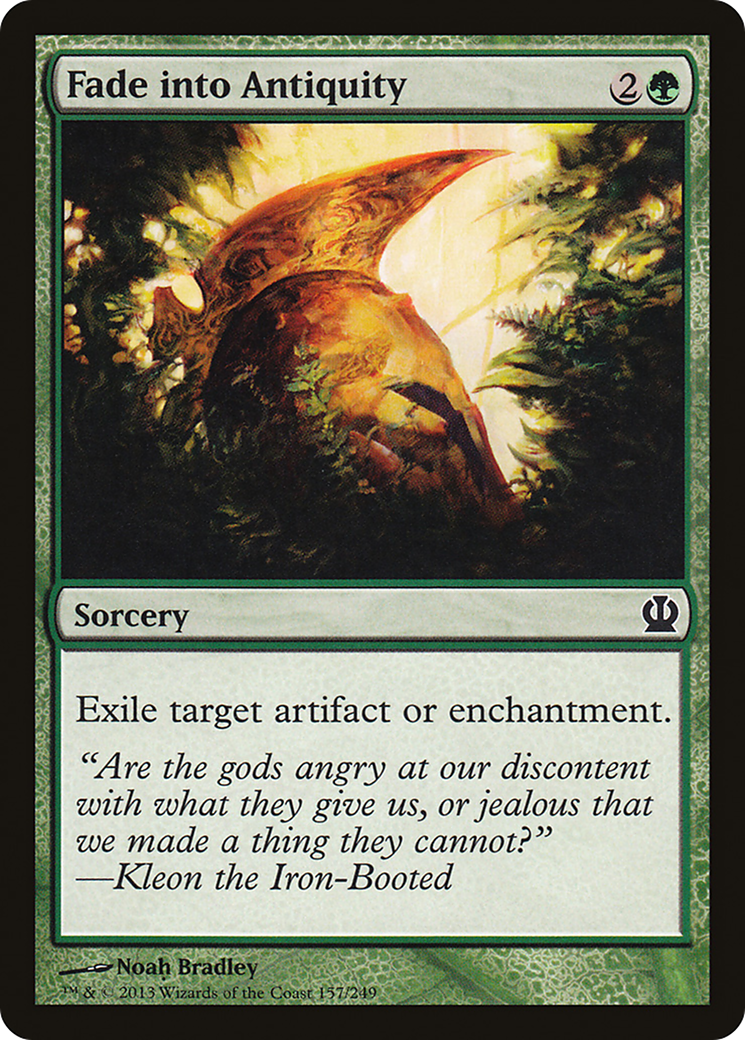 Fade into Antiquity 2
Sorcery
Exile target artifact or enchantment.
“Are the gods angry at our discontent
with what they give us, or jealous that
we made a thing they cannot?”
—Kleon the Iron-Booted
Noah Bradley
™ & © 2013 Wizards of the Coast 157/249